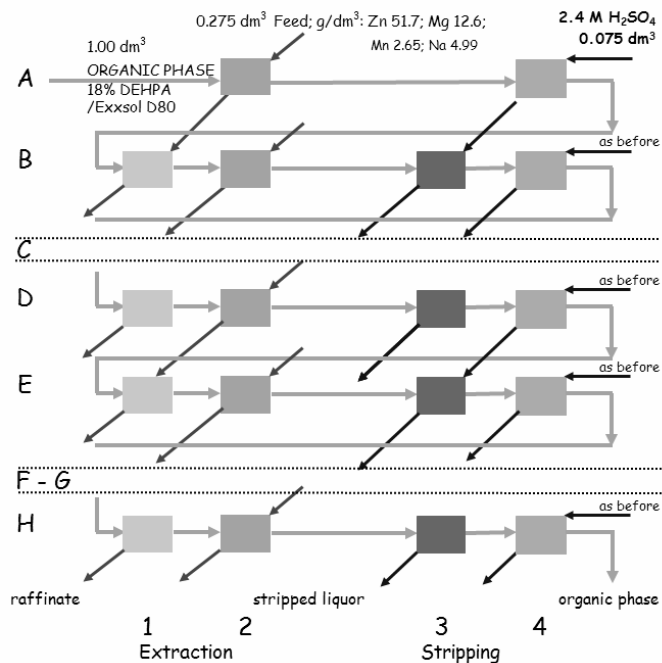 0.275 dm³ Feed; g/dm³: Zn 51.7; Mg 12.6;
Mn 2.65; Na 4.99
2.4 M H₂SO₄
0.075 dm³
1.00 dm³
ORGANIC PHASE
18% DEHPA
/Exxsol D80
A
B
as before
C
D
as before
E
as before
F - G
H
as before
raffinate
stripped liquor
organic phase
1 2 3 4
Extraction Stripping